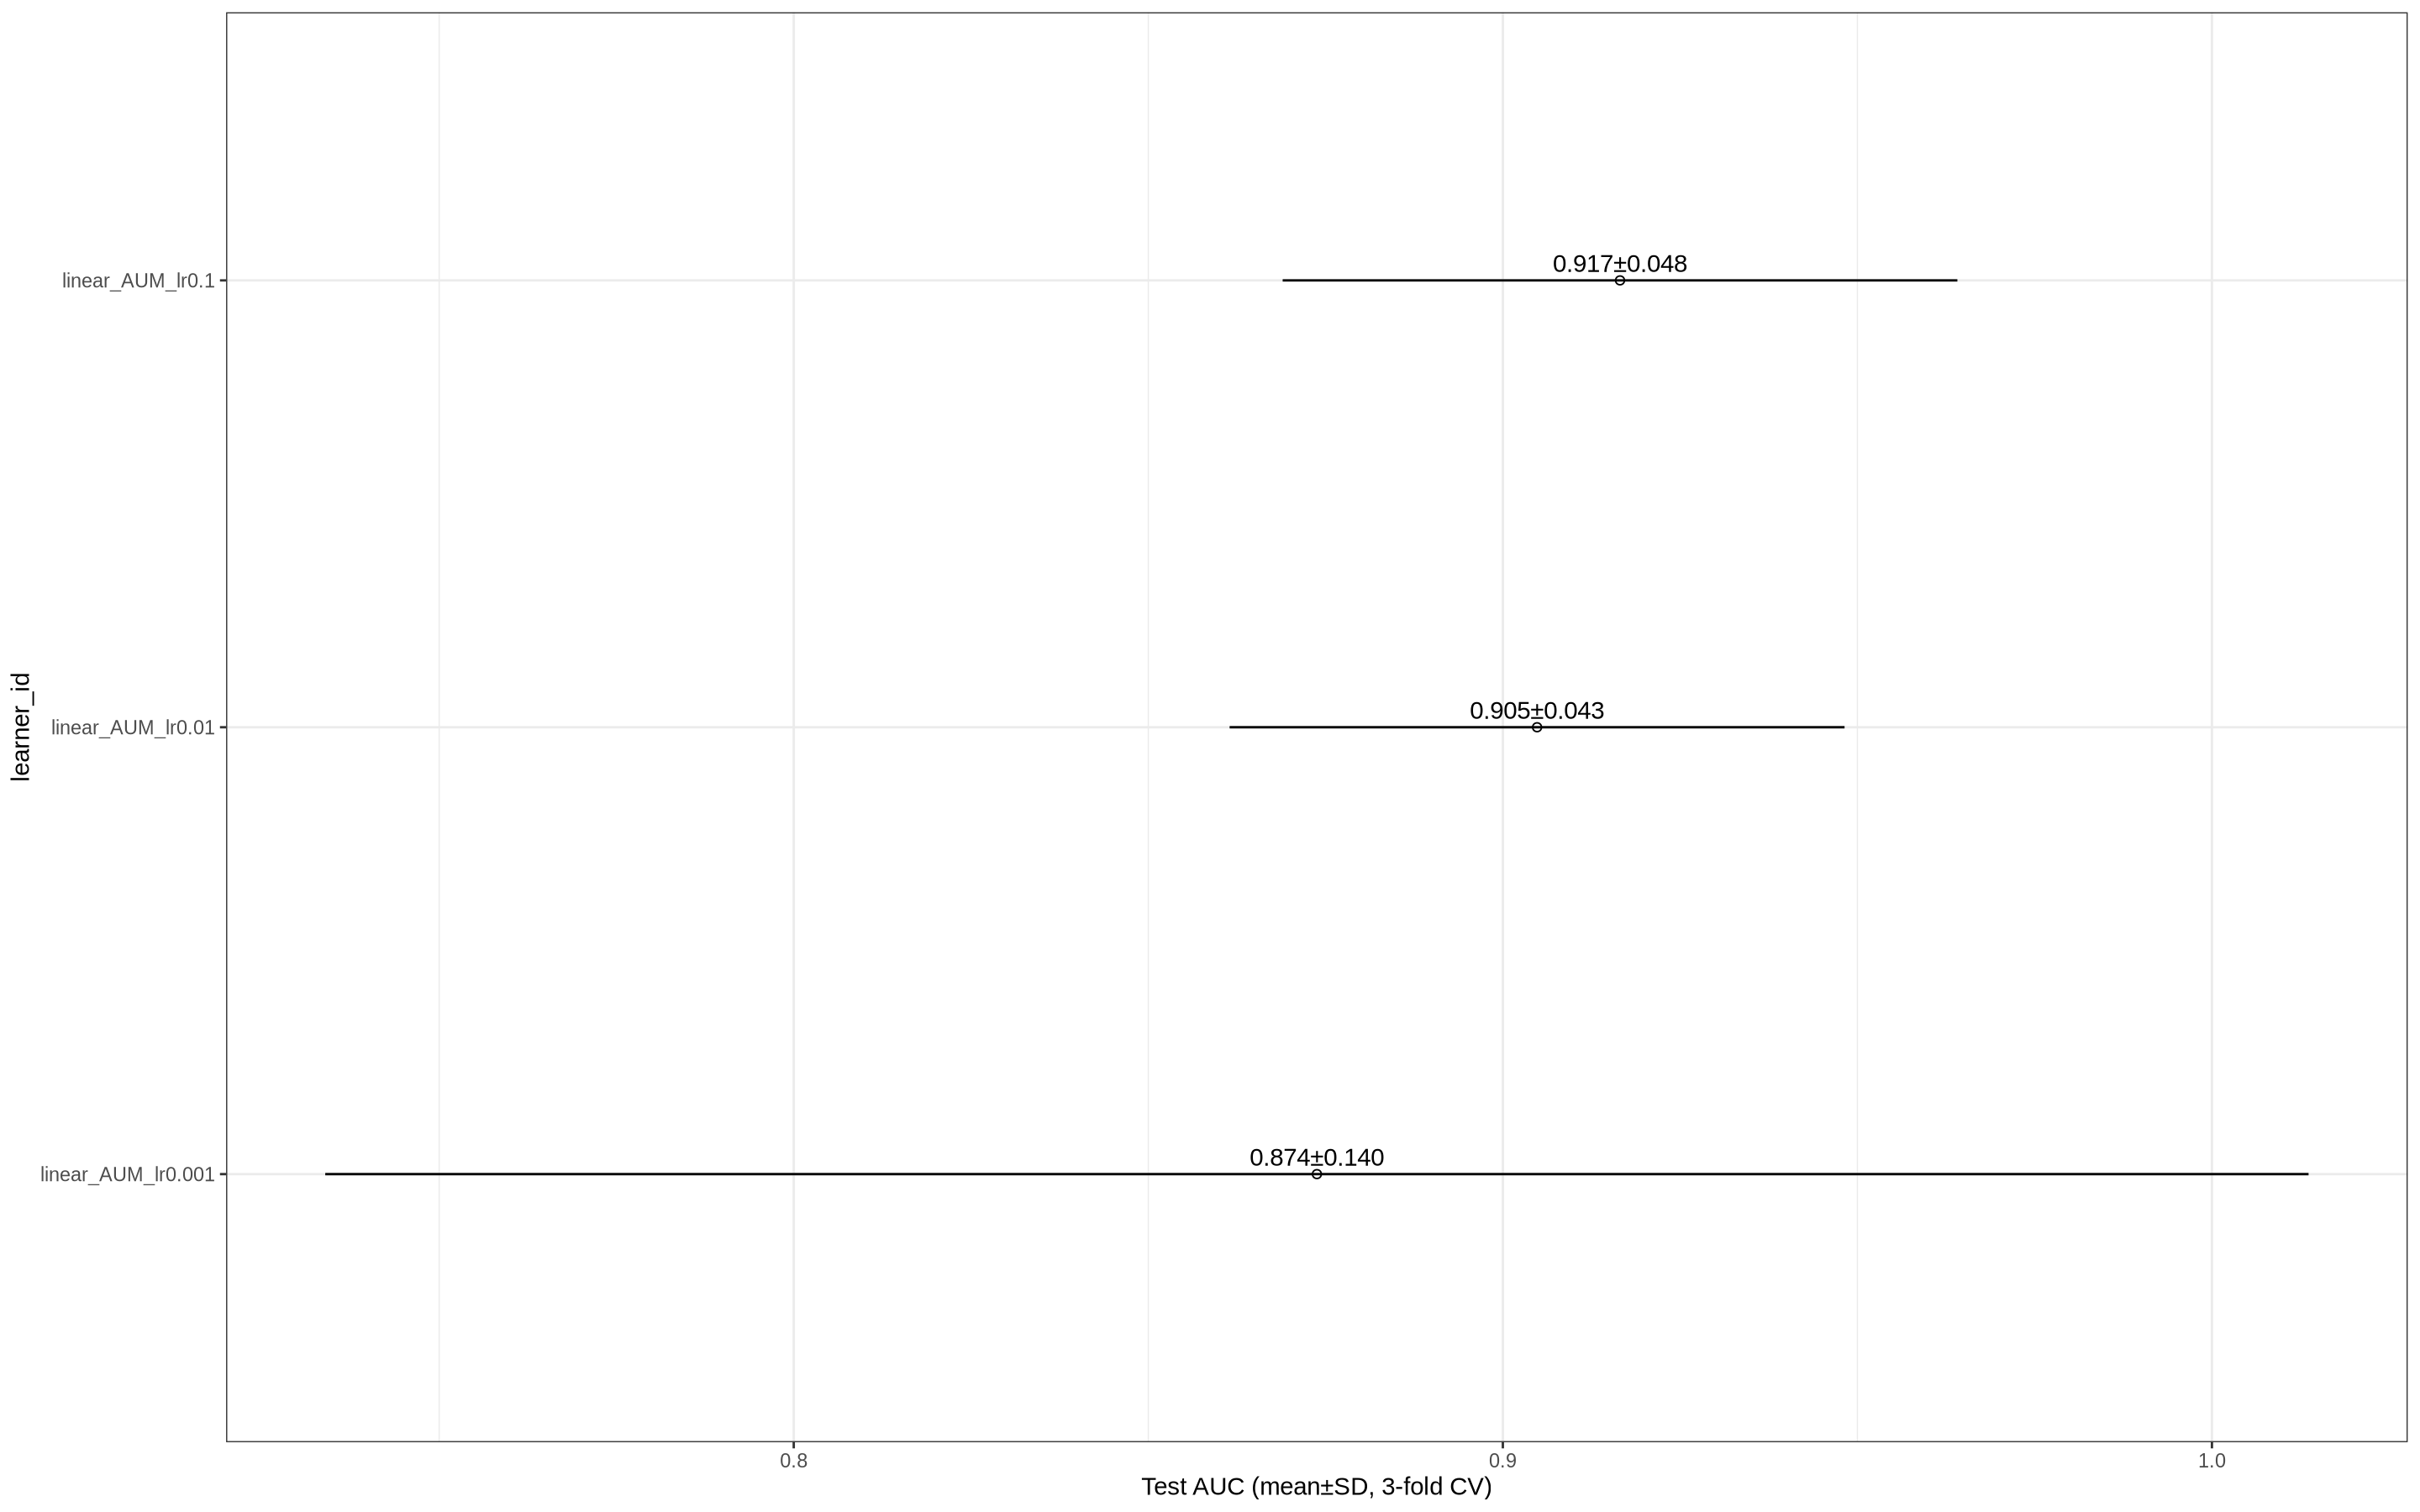 learner_id
linear_AUM_lr0.1
0.917±0.048
linear_AUM_lr0.01
0.905±0.043
linear_AUM_lr0.001
0.874±0.140
0.8
0.9
1.0
Test AUC (mean±SD, 3-fold CV)